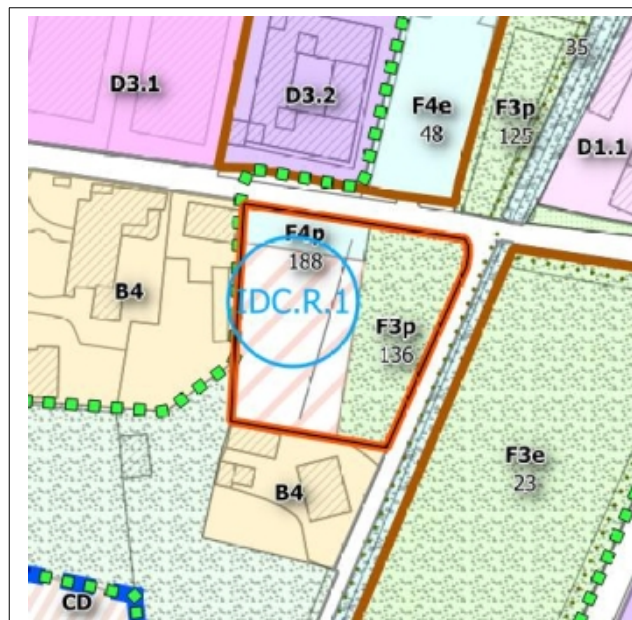 35
D3.1
D3.2
F4e
48
F3p
125
D1.1
F4p
188
IDC.R.1
B4
F3p
136
F3e
23
B4
CD